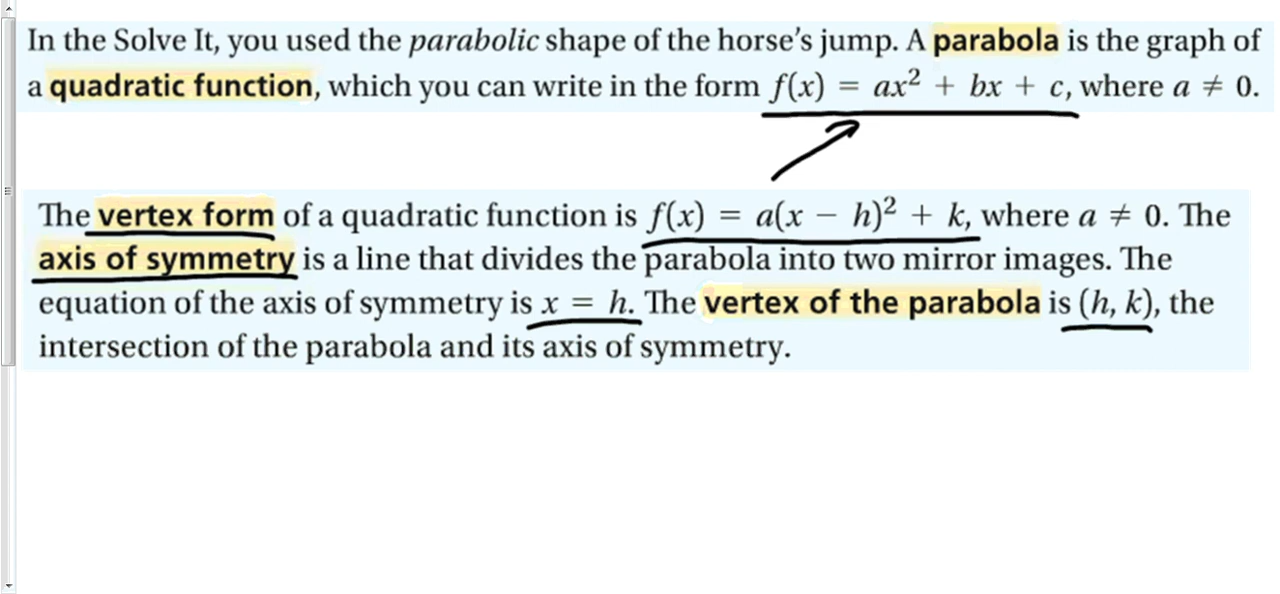 In the Solve It, you used the parabolic shape of the horse's jump. A parabola is the graph of
a quadratic function, which you can write in the form f(x) = ax² + bx + c, where a ≠ 0.
The vertex form of a quadratic function is f(x) = a(x − h)² + k, where a ≠ 0. The
axis of symmetry is a line that divides the parabola into two mirror images. The
equation of the axis of symmetry is x = h. The vertex of the parabola is (h, k), the
intersection of the parabola and its axis of symmetry.